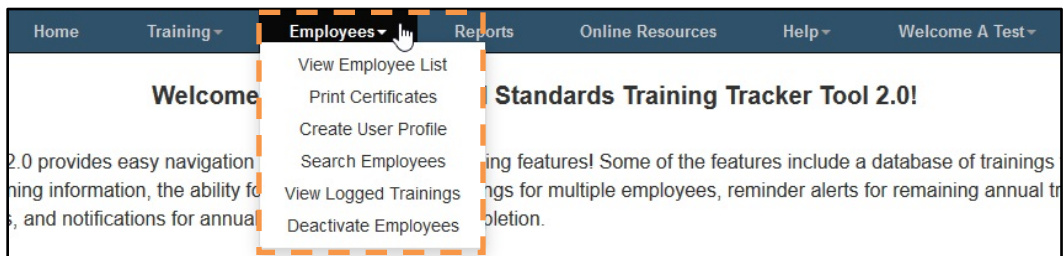 Home Training Employees Reports Online Resources Help Welcome A Test
View Employee List
Welcome Print Certificates Standards Training Tracker Tool 2.0!
Create User Profile
2.0 provides easy navigation Search Employees ing features! Some of the features include a database of trainings
ning information, the ability fo View Logged Trainings ngs for multiple employees, reminder alerts for remaining annual tr
s, and notifications for annual Deactivate Employees pletion.